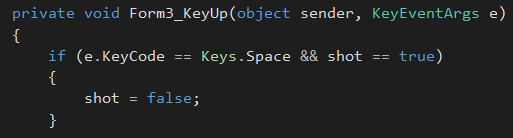 private void Form3_KeyUp(object sender, KeyEventArgs e)
{
if (e.KeyCode == Keys.Space && shot == true)
{
shot = false;
}